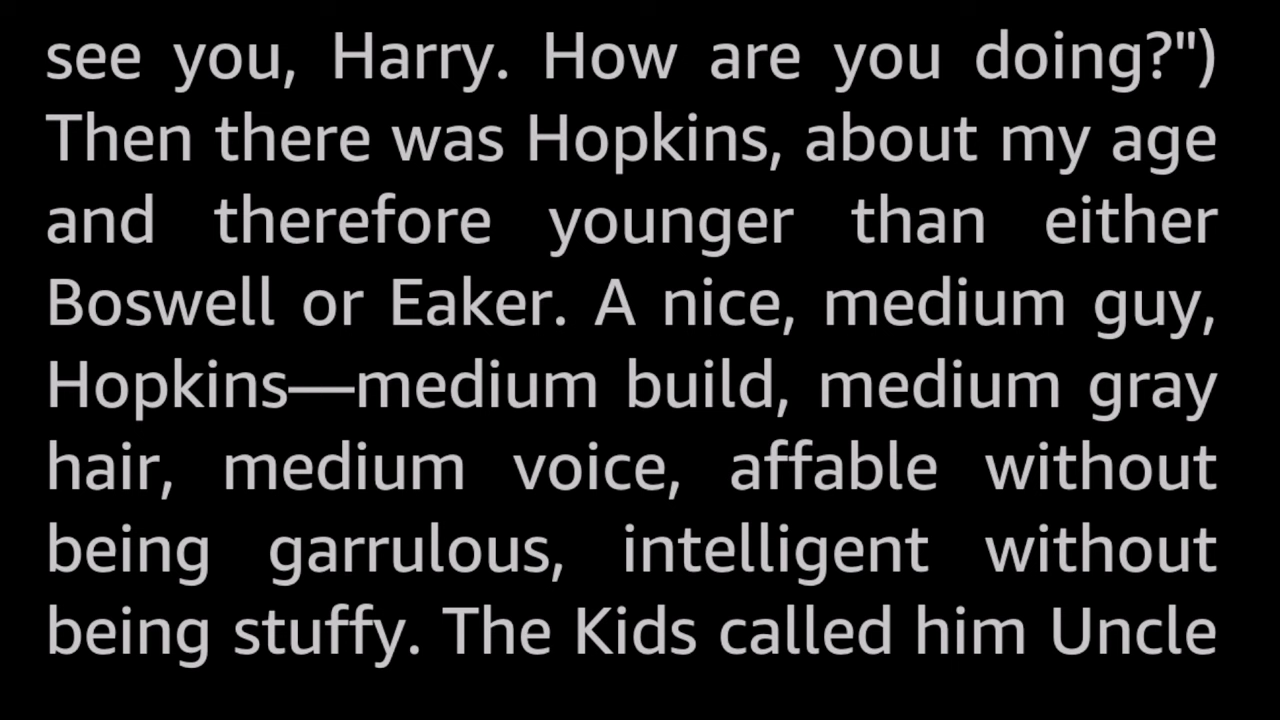 see you, Harry. How are you doing?")
Then there was Hopkins, about my age
and therefore younger than either
Boswell or Eaker. A nice, medium guy,
Hopkins—medium build, medium gray
hair, medium voice, affable without
being garrulous, intelligent without
being stuffy. The Kids called him Uncle